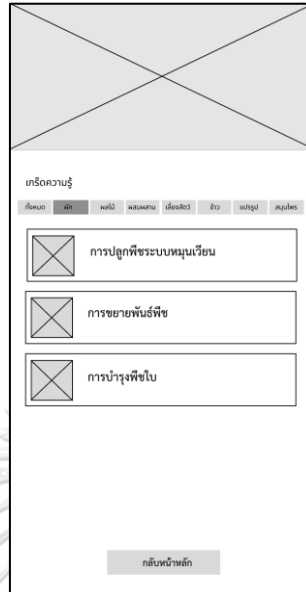 เกร็ดความรู้
ทั้งหมด ผัก ผลไม้ ผสมผสาน เลี้ยงสัตว์ ข้าว แปรรูป สมุนไพร
การปลูกพืชระบบหมุนเวียน
การขยายพันธ์พืช
การบำรุงพืชใบ
กลับหน้าหลัก